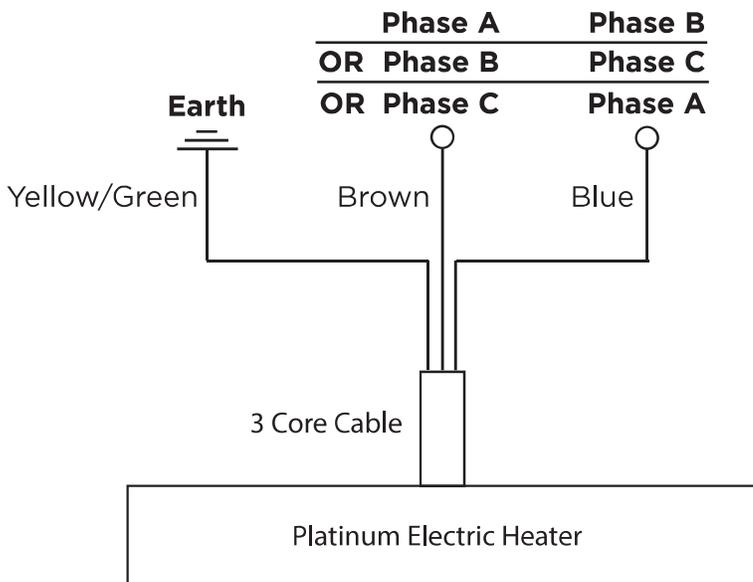 Phase A Phase B
OR Phase B Phase C
OR Phase C Phase A
Earth
Yellow/Green
Brown
Blue
3 Core Cable
Platinum Electric Heater